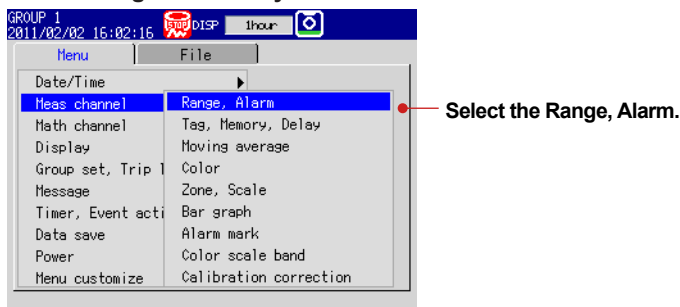 GROUP 1
2011/02/02 16:02:16 STOP DISP 1hour
Menu File
Date/Time
Meas channel Range, Alarm
Select the Range, Alarm.
Math channel Tag, Memory, Delay
Display Moving average
Group set, Trip l Color
Message Zone, Scale
Timer, Event acti Bar graph
Data save Alarm mark
Power Color scale band
Menu customize Calibration correction